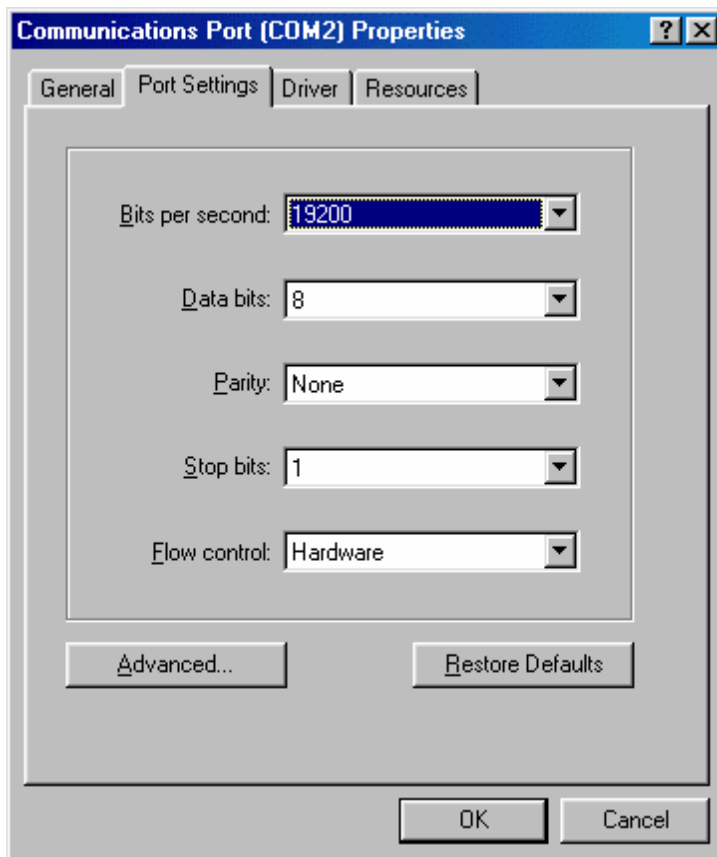 Communications Port (COM2) Properties ? X
General Port Settings Driver Resources
Bits per second: 19200
Data bits: 8
Parity: None
Stop bits: 1
Flow control: Hardware
Advanced... Restore Defaults
OK Cancel